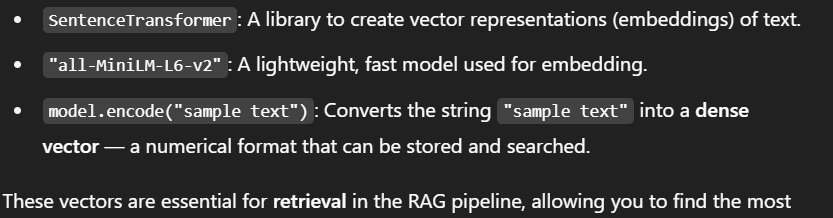 SentenceTransformer: A library to create vector representations (embeddings) of text.
"all-MiniLM-L6-v2": A lightweight, fast model used for embedding.
model.encode("sample text"): Converts the string "sample text" into a dense
vector — a numerical format that can be stored and searched.
These vectors are essential for retrieval in the RAG pipeline, allowing you to find the most